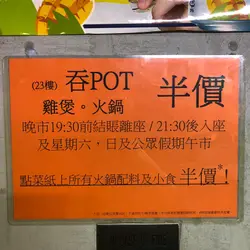 (23樓) 吞POT 半價
雞煲。火鍋
晚市19:30前結賬離座 / 21:30後入座
及星期六，日及公眾假期午市
點菜紙上所有火鍋配料及小食 半價*!